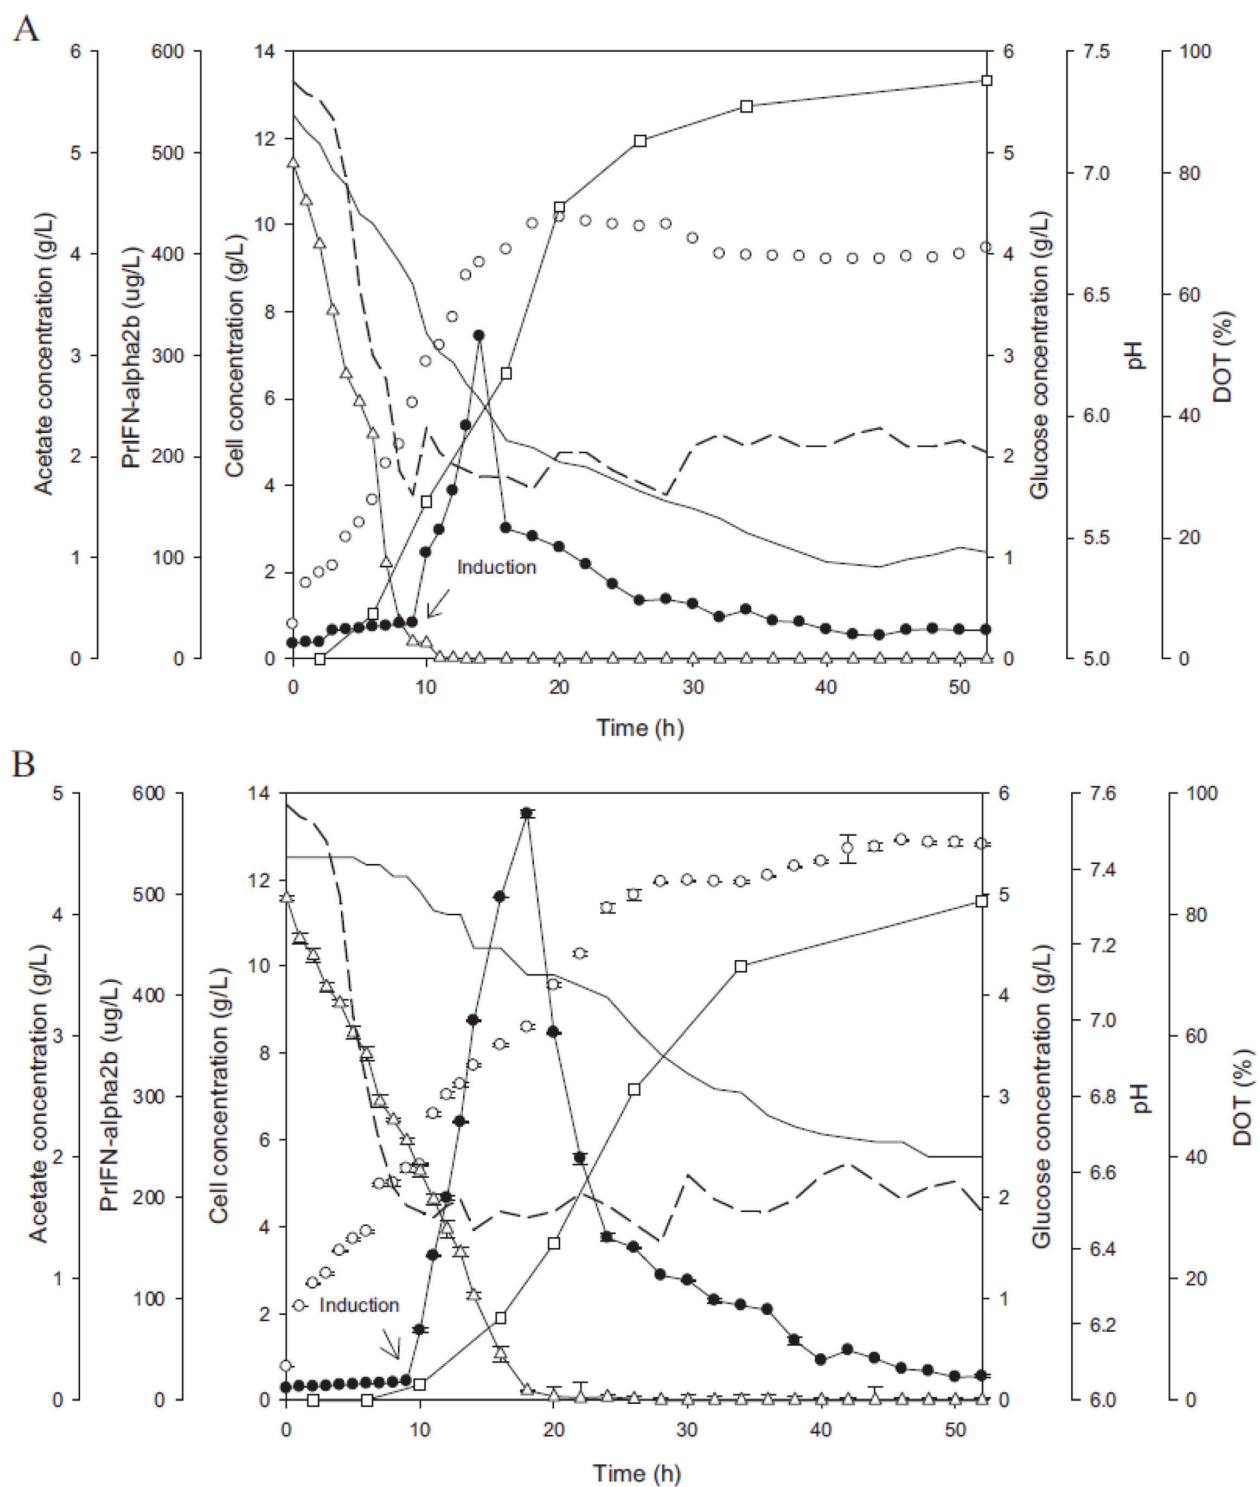 A
6 600 14 6 7.5 100
12
5 500 5 7.0 80
10
4 400 4
8 6.5 60
3 300 3
6 6.0 40
2 200 2
4
1 100 1 5.5 20
2
0 0 0 0 5.0 0
Acetate concentration (g/L)
PrIFN-alpha2b (ug/L)
Cell concentration (g/L)
Glucose concentration (g/L)
pH
DOT (%)
Induction
0 10 20 30 40 50
Time (h)
B
5 600 14 6 7.6 100
12 7.4
4 500 5 80
10 7.2
400 4
3 8 7.0 60
300 3
6 6.8
2 200 6.6 40
4 2
6.4
1 100 1 20
2 6.2
0 0 0 0 6.0 0
Acetate concentration (g/L)
PrIFN-alpha2b (ug/L)
Cell concentration (g/L)
Glucose concentration (g/L)
pH
DOT (%)
Induction
0 10 20 30 40 50
Time (h)